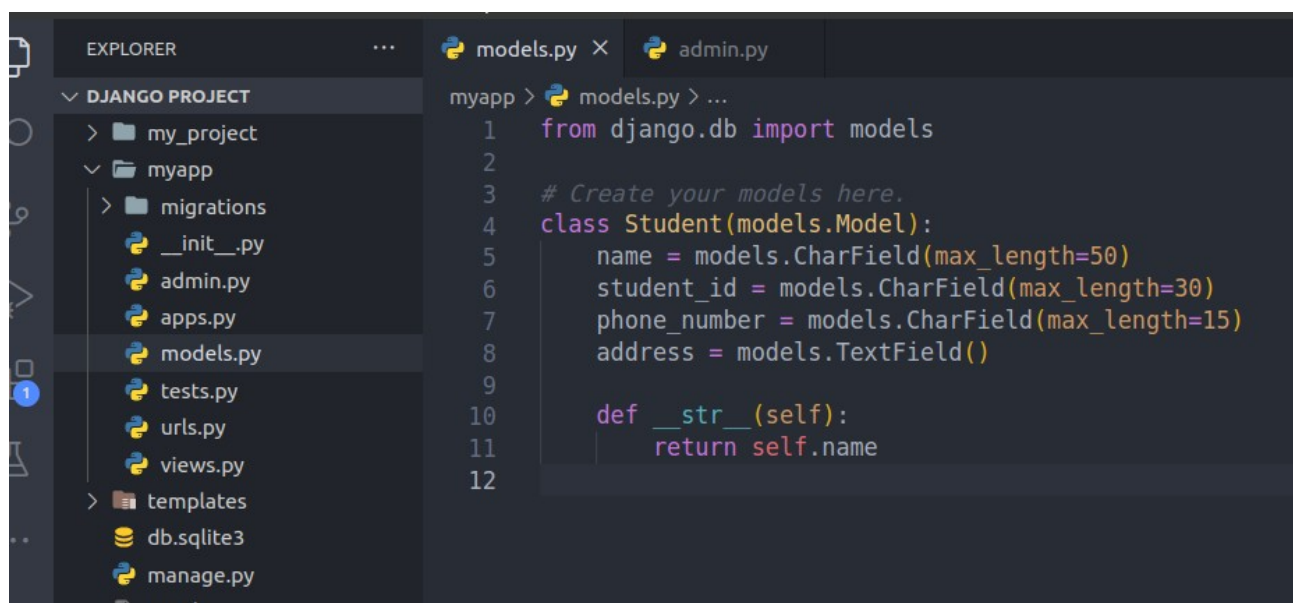 EXPLORER ...
DJANGO PROJECT
my_project
myapp
migrations
__init__.py
admin.py
apps.py
models.py
tests.py
urls.py
views.py
templates
db.sqlite3
manage.py
1
models.py × admin.py
myapp > models.py > ...
1 from django.db import models
2
3 # Create your models here.
4 class Student(models.Model):
5     name = models.CharField(max_length=50)
6     student_id = models.CharField(max_length=30)
7     phone_number = models.CharField(max_length=15)
8     address = models.TextField()
9
10     def __str__(self):
11         return self.name
12